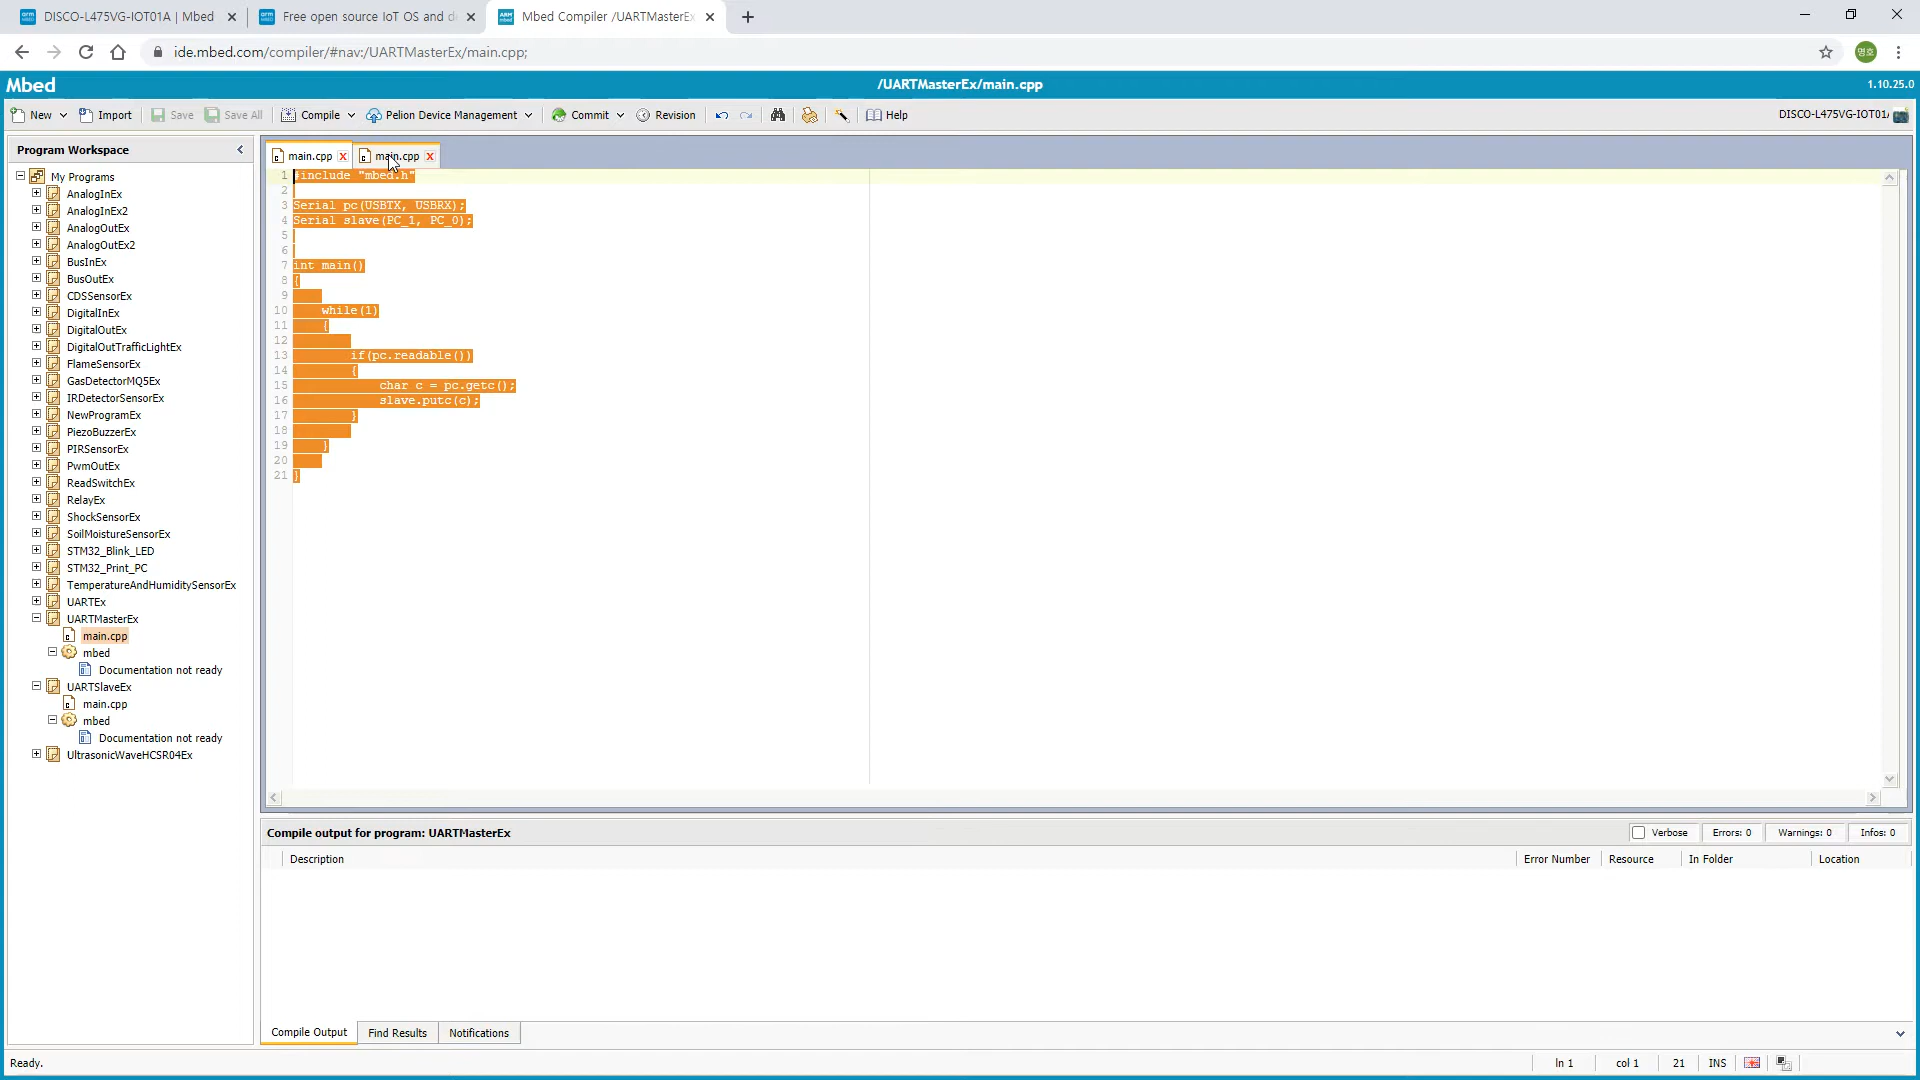 DISCO-L475VG-IOT01A | Mbed
Free open source IoT OS and d
Mbed Compiler /UARTMasterEx
ide.mbed.com/compiler/#nav:/UARTMasterEx/main.cpp;
명호
Mbed
/UARTMasterEx/main.cpp
1.10.25.0
New
Import
Save
Save All
Compile
Pelion Device Management
Commit
Revision
Help
DISCO-L475VG-IOT01
Program Workspace
My Programs
AnalogInEx
AnalogInEx2
AnalogOutEx
AnalogOutEx2
BusInEx
BusOutEx
CDSSensorEx
DigitalInEx
DigitalOutEx
DigitalOutTrafficLightEx
FlameSensorEx
GasDetectorMQ5Ex
IRDetectorSensorEx
NewProgramEx
PiezoBuzzerEx
PIRSensorEx
PwmOutEx
ReadSwitchEx
RelayEx
ShockSensorEx
SoilMoistureSensorEx
STM32_Blink_LED
STM32_Print_PC
TemperatureAndHumiditySensorEx
UARTEx
UARTMasterEx
main.cpp
mbed
Documentation not ready
UARTSlaveEx
main.cpp
mbed
Documentation not ready
UltrasonicWaveHCSR04Ex
main.cpp
main.cpp
1 #include "mbed.h"
2
3 Serial pc(USBTX, USBRX);
4 Serial slave(PC_1, PC_0);
5
6
7 int main()
8 {
9
10 while(1)
11 {
12
13 if(pc.readable())
14 {
15 char c = pc.getc();
16 slave.putc(c);
17 }
18
19 }
20
21 }
Compile output for program: UARTMasterEx
Verbose
Errors: 0
Warnings: 0
Infos: 0
Description
Error Number
Resource
In Folder
Location
Compile Output
Find Results
Notifications
Ready.
ln 1
col 1
21
INS